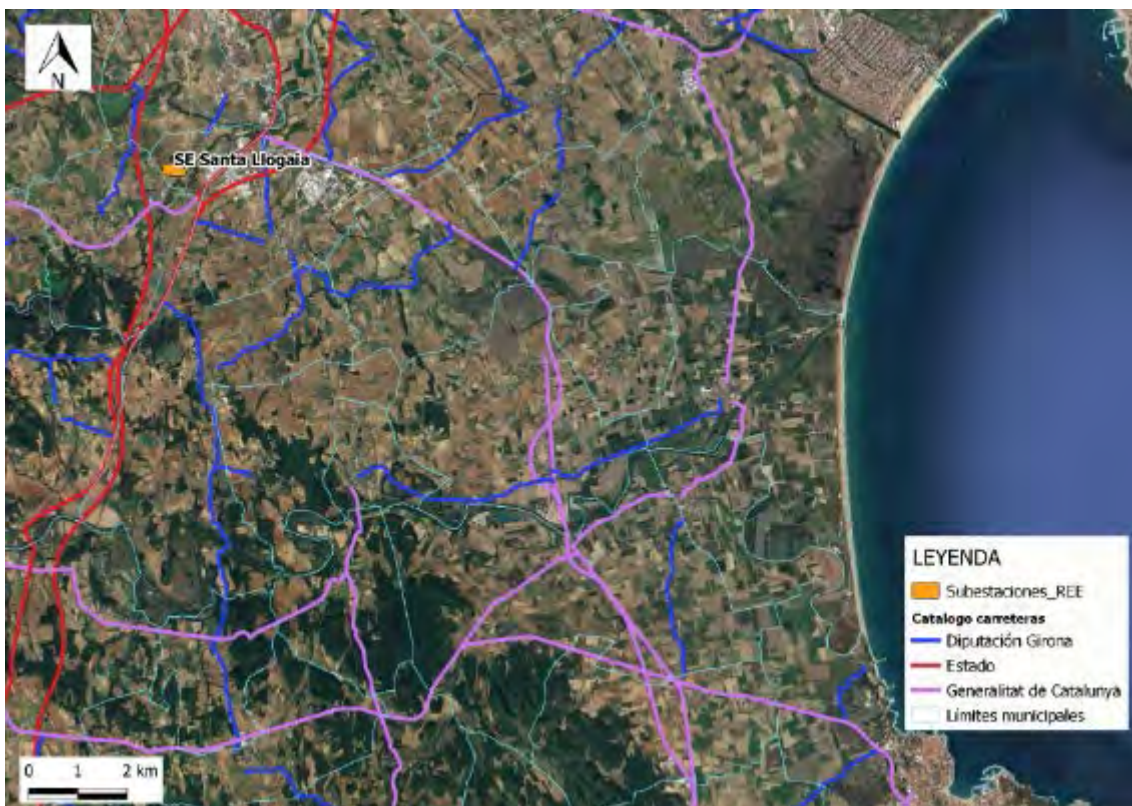 N
SE Santa Llogaia
LEYENDA
Subestaciones_REE
Catalogo carreteras
Diputación Girona
Estado
Generalitat de Catalunya
Límites municipales
0 1 2 km